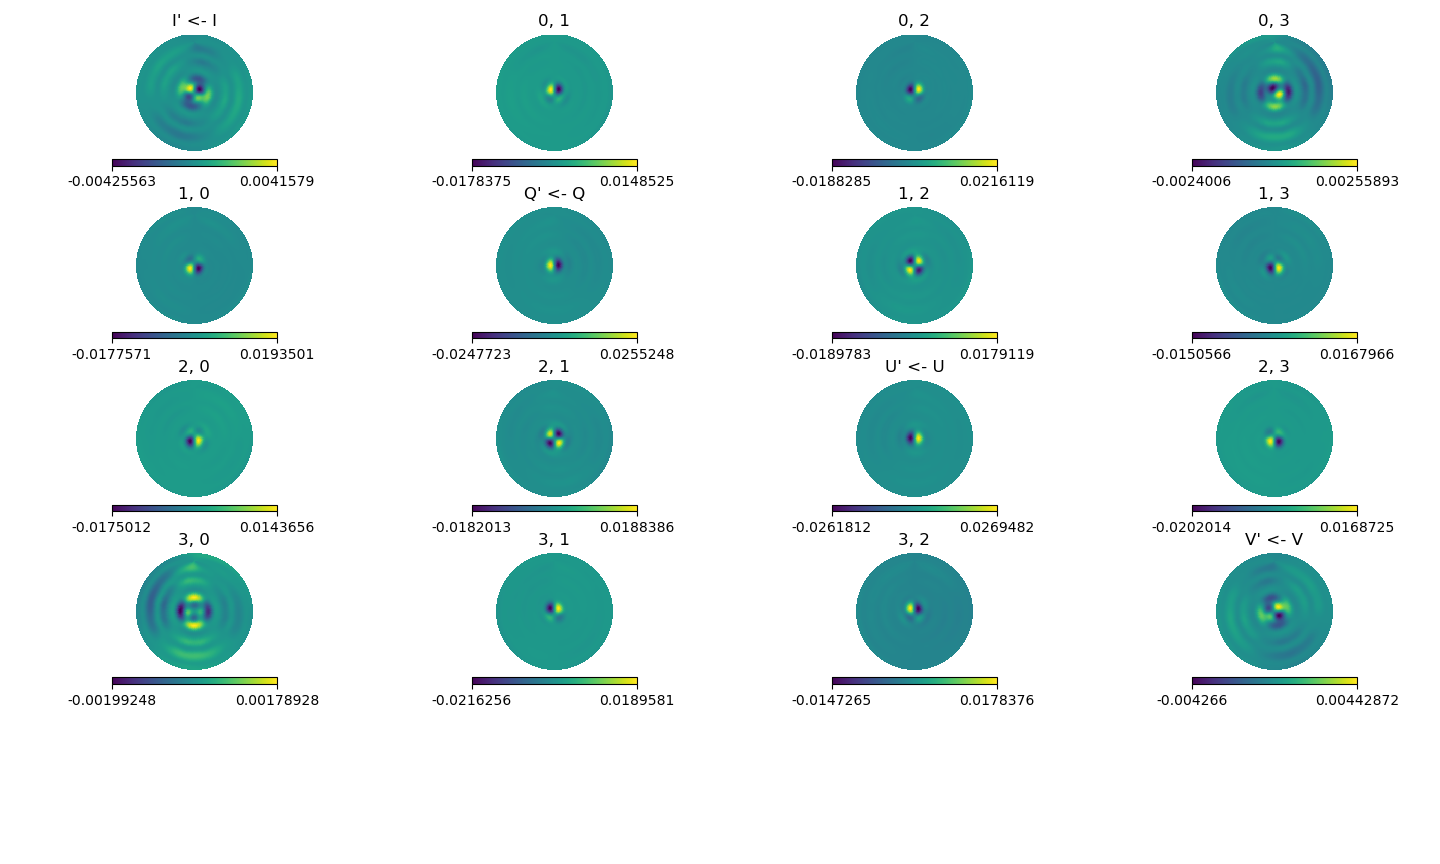 I' <- I 0, 1 0, 2 0, 3
-0.00425563 0.0041579 -0.0178375 0.0148525 -0.0188285 0.0216119 -0.0024006 0.00255893
1, 0 Q' <- Q 1, 2 1, 3
-0.0177571 0.0193501 -0.0247723 0.0255248 -0.0189783 0.0179119 -0.0150566 0.0167966
2, 0 2, 1 U' <- U 2, 3
-0.0175012 0.0143656 -0.0182013 0.0188386 -0.0261812 0.0269482 -0.0202014 0.0168725
3, 0 3, 1 3, 2 V' <- V
-0.00199248 0.00178928 -0.0216256 0.0189581 -0.0147265 0.0178376 -0.004266 0.00442872